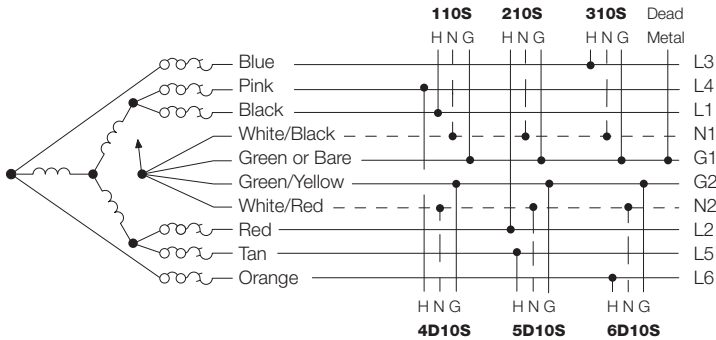 110S 210S 310S Dead
H N G H N G H N G Metal
Blue L3
Pink L4
Black L1
White/Black N1
Green or Bare G1
Green/Yellow G2
White/Red N2
Red L2
Tan L5
Orange L6
H N G H N G H N G
4D10S 5D10S 6D10S